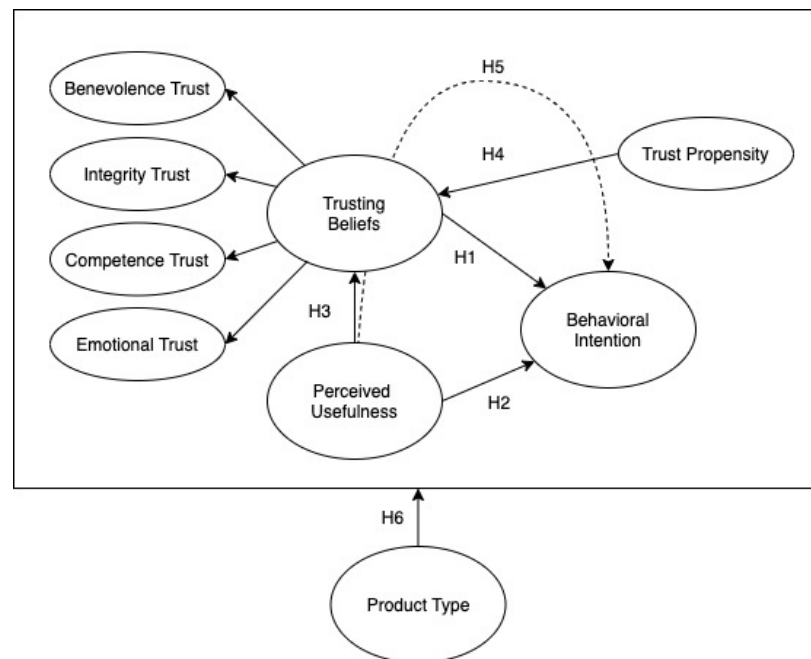 H5
Benevolence Trust
H4
Trust Propensity
Integrity Trust
Trusting
Beliefs
Competence Trust
H1
H3
Behavioral
Intention
Emotional Trust
Perceived
Usefulness
H2
H6
Product Type